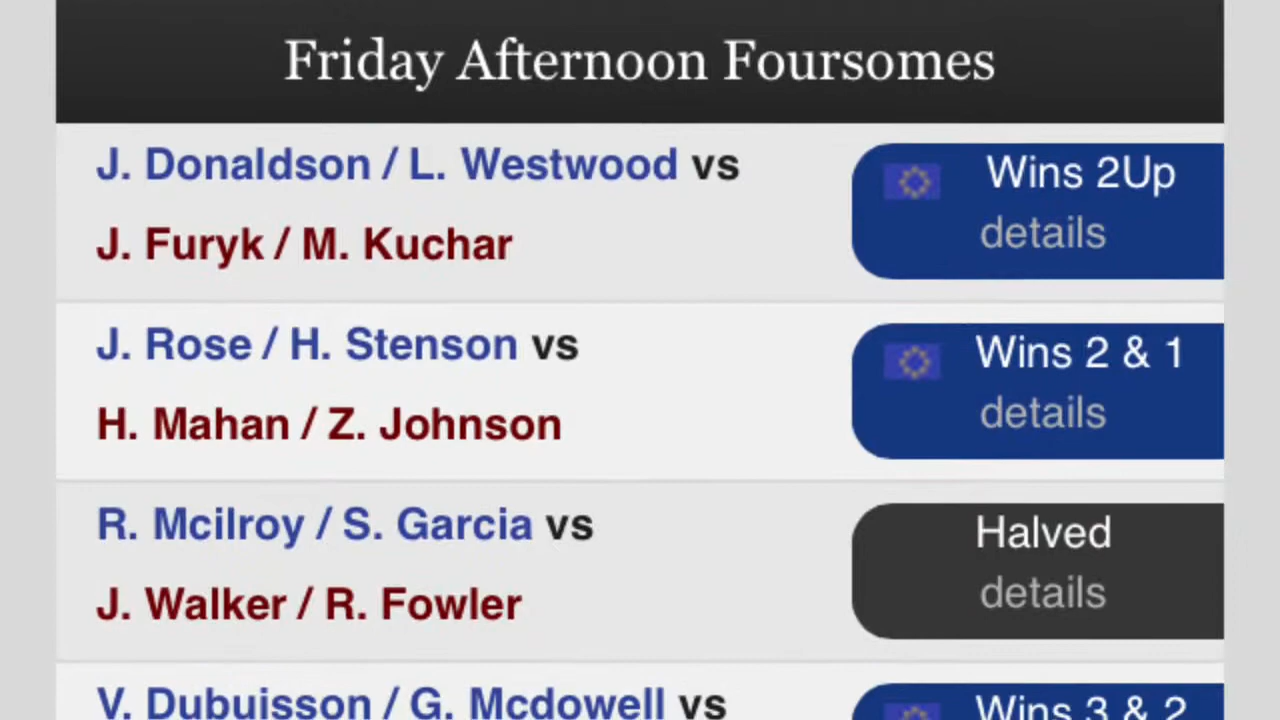 Friday Afternoon Foursomes
J. Donaldson / L. Westwood vs
Wins 2Up
J. Furyk / M. Kuchar
details
J. Rose / H. Stenson vs
Wins 2 & 1
H. Mahan / Z. Johnson
details
R. Mcilroy / S. Garcia vs
Halved
J. Walker / R. Fowler
details
V. Dubuisson / G. Mcdowell vs
Wins 3 & 2